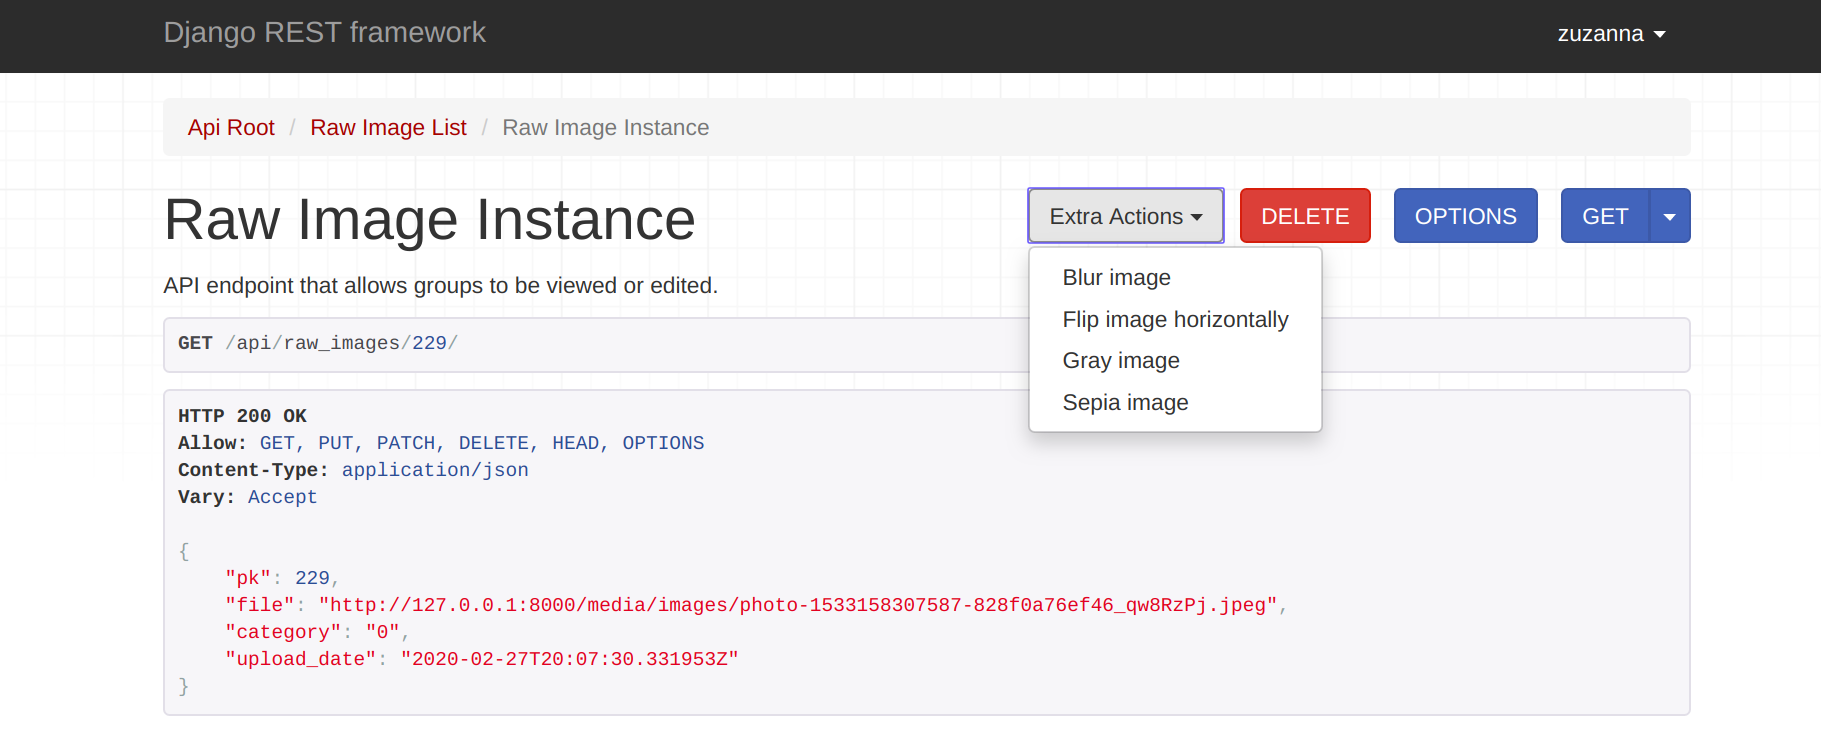 Django REST framework
zuzanna
Api Root / Raw Image List / Raw Image Instance
Raw Image Instance
Extra Actions
DELETE
OPTIONS
GET
Blur image
Flip image horizontally
Gray image
Sepia image
API endpoint that allows groups to be viewed or edited.
GET /api/raw_images/229/
HTTP 200 OK
Allow: GET, PUT, PATCH, DELETE, HEAD, OPTIONS
Content-Type: application/json
Vary: Accept
{
    "pk": 229,
    "file": "http://127.0.0.1:8000/media/images/photo-1533158307587-828f0a76ef46_qw8RzPj.jpeg",
    "category": "0",
    "upload_date": "2020-02-27T20:07:30.331953Z"
}